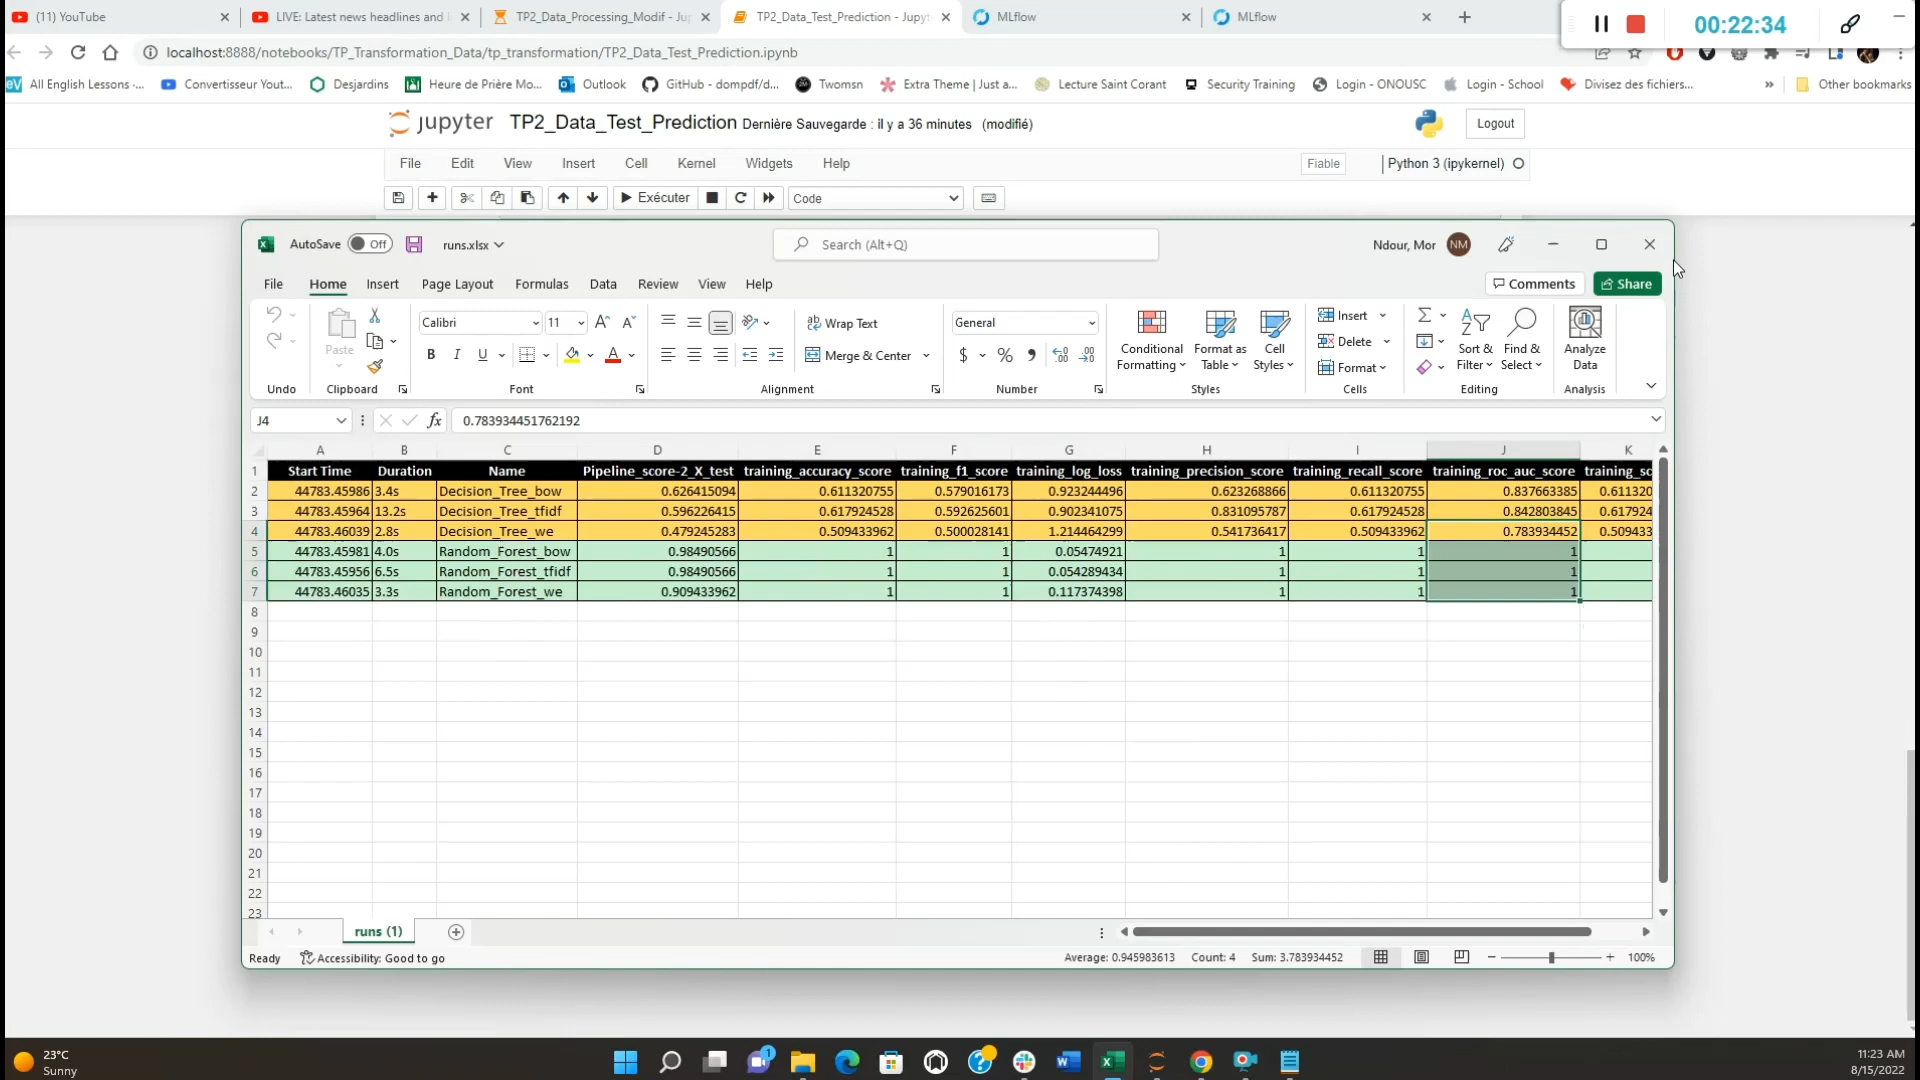 (11) YouTube
LIVE: Latest news headlines and
TP2_Data_Processing_Modif - Ju
TP2_Data_Test_Prediction - Jupyt
MLflow
MLflow
00:22:34
localhost:8888/notebooks/TP_Transformation_Data/tp_transformation/TP2_Data_Test_Prediction.ipynb
All English Lessons -...
Convertisseur Yout...
Desjardins
Heure de Prière Mo...
Outlook
GitHub - dompdf/d...
Twomsn
Extra Theme | Just a...
Lecture Saint Corant
Security Training
Login - ONOUSC
Login - School
Divisez des fichiers...
»
Other bookmarks
jupyter TP2_Data_Test_Prediction Dernière Sauvegarde : il y a 36 minutes (modifié)
Logout
File Edit View Insert Cell Kernel Widgets Help
Fiable
Python 3 (ipykernel)
Exécuter
Code
AutoSave Off
runs.xlsx
Search (Alt+Q)
Ndour, Mor NM
File Home Insert Page Layout Formulas Data Review View Help
Comments
Share
Paste
Calibri 11
Wrap Text
General
Conditional Formatting
Format as Table
Cell Styles
Insert
Delete
Format
Sort & Filter
Find & Select
Analyze Data
B I U
Merge & Center
$ % ,
Undo Clipboard Font Alignment Number Styles Cells Editing Analysis
J4 fx 0.783934451762192
A B C D E F G H I J K
1 Start Time Duration Name Pipeline_score-2_X_test training_accuracy_score training_f1_score training_log_loss training_precision_score training_recall_score training_roc_auc_score training_sc
2 44783.45986 3.4s Decision_Tree_bow 0.626415094 0.611320755 0.579016173 0.923244496 0.623268866 0.611320755 0.837663385 0.611320
3 44783.45964 13.2s Decision_Tree_tfidf 0.596226415 0.617924528 0.592625601 0.902341075 0.831095787 0.617924528 0.842803845 0.617924
4 44783.46039 2.8s Decision_Tree_we 0.479245283 0.509433962 0.500028141 1.214464299 0.541736417 0.509433962 0.783934452 0.509433
5 44783.45981 4.0s Random_Forest_bow 0.98490566 1 1 0.05474921 1 1 1
6 44783.45956 6.5s Random_Forest_tfidf 0.98490566 1 1 0.054289434 1 1 1
7 44783.46035 3.3s Random_Forest_we 0.909433962 1 1 0.117374398 1 1 1
8
9
10
11
12
13
14
15
16
17
18
19
20
21
22
23
runs (1)
Ready
Accessibility: Good to go
Average: 0.945983613 Count: 4 Sum: 3.783934452
100%
23°C
Sunny
1
11:23 AM
8/15/2022